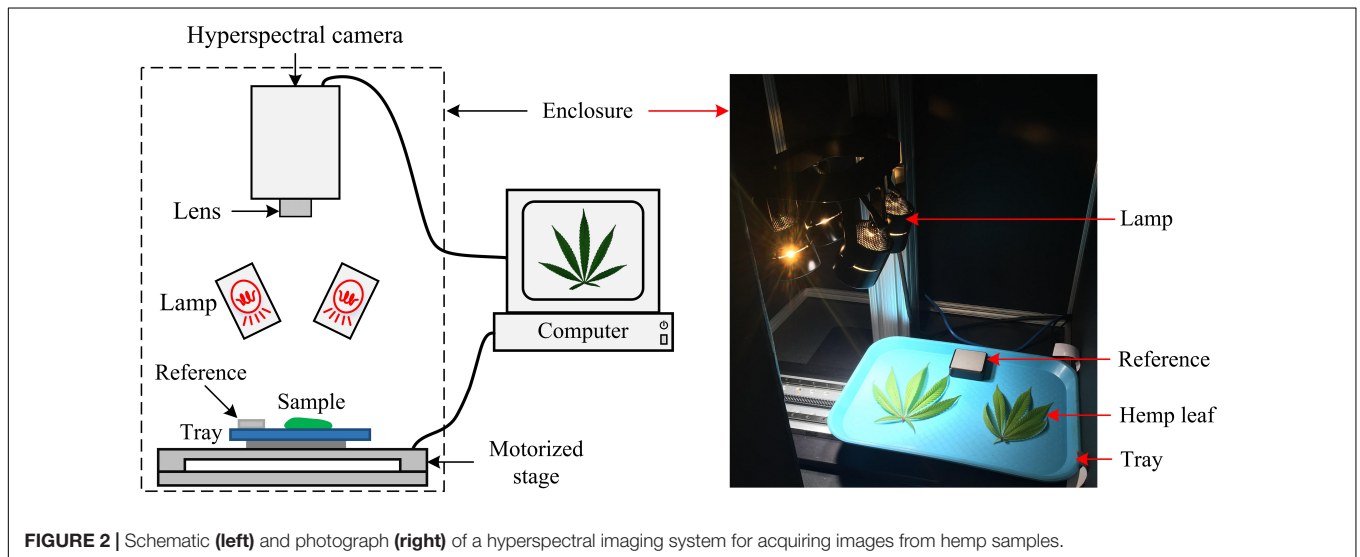 Hyperspectral camera
Enclosure
Lens
Lamp
Lamp
Computer
Reference
Sample
Tray
Motorized
stage
Reference
Hemp leaf
Tray
FIGURE 2 | Schematic (left) and photograph (right) of a hyperspectral imaging system for acquiring images from hemp samples.